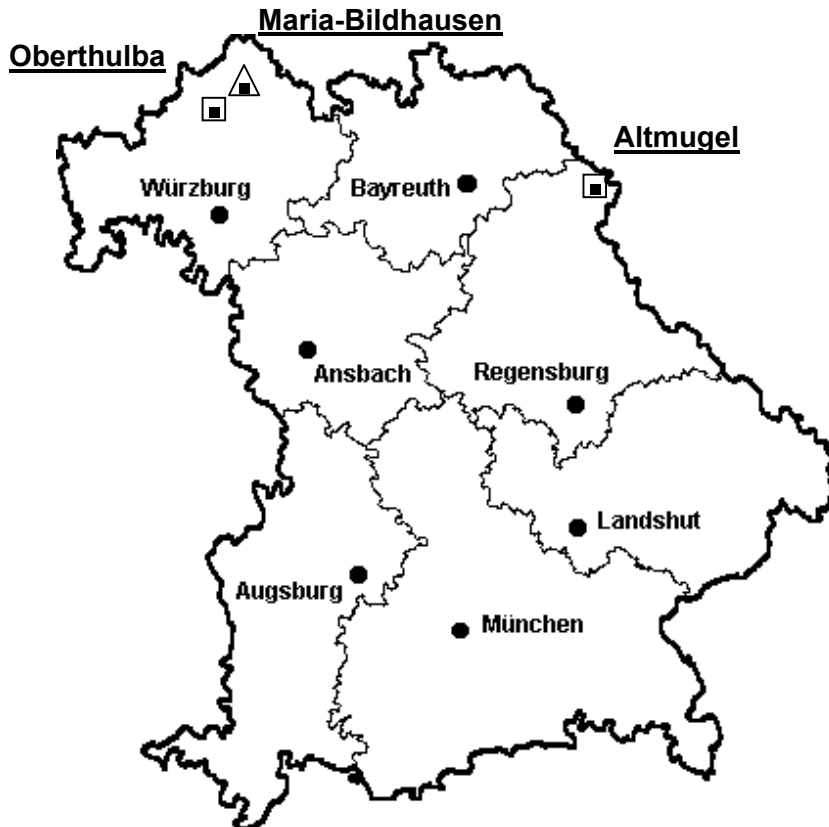 Maria-Bildhausen
Oberthulba
Altmugel
Würzburg
Bayreuth
Ansbach
Regensburg
Landshut
Augsburg
München